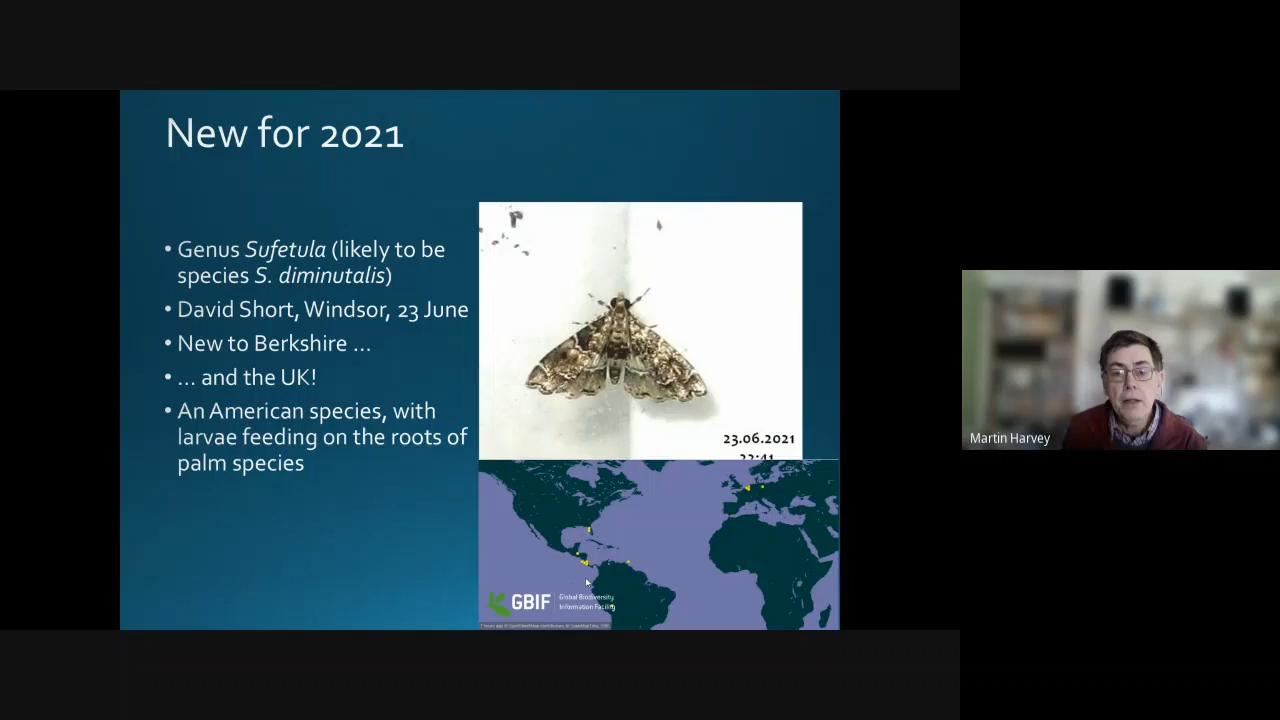 New for 2021
• Genus Sufetula (likely to be
species S. diminutalis)
• David Short, Windsor, 23 June
• New to Berkshire ...
• ... and the UK!
• An American species, with
larvae feeding on the roots of
palm species
23.06.2021
22:41
GBIF
Global Biodiversity
Information Facility
Martin Harvey